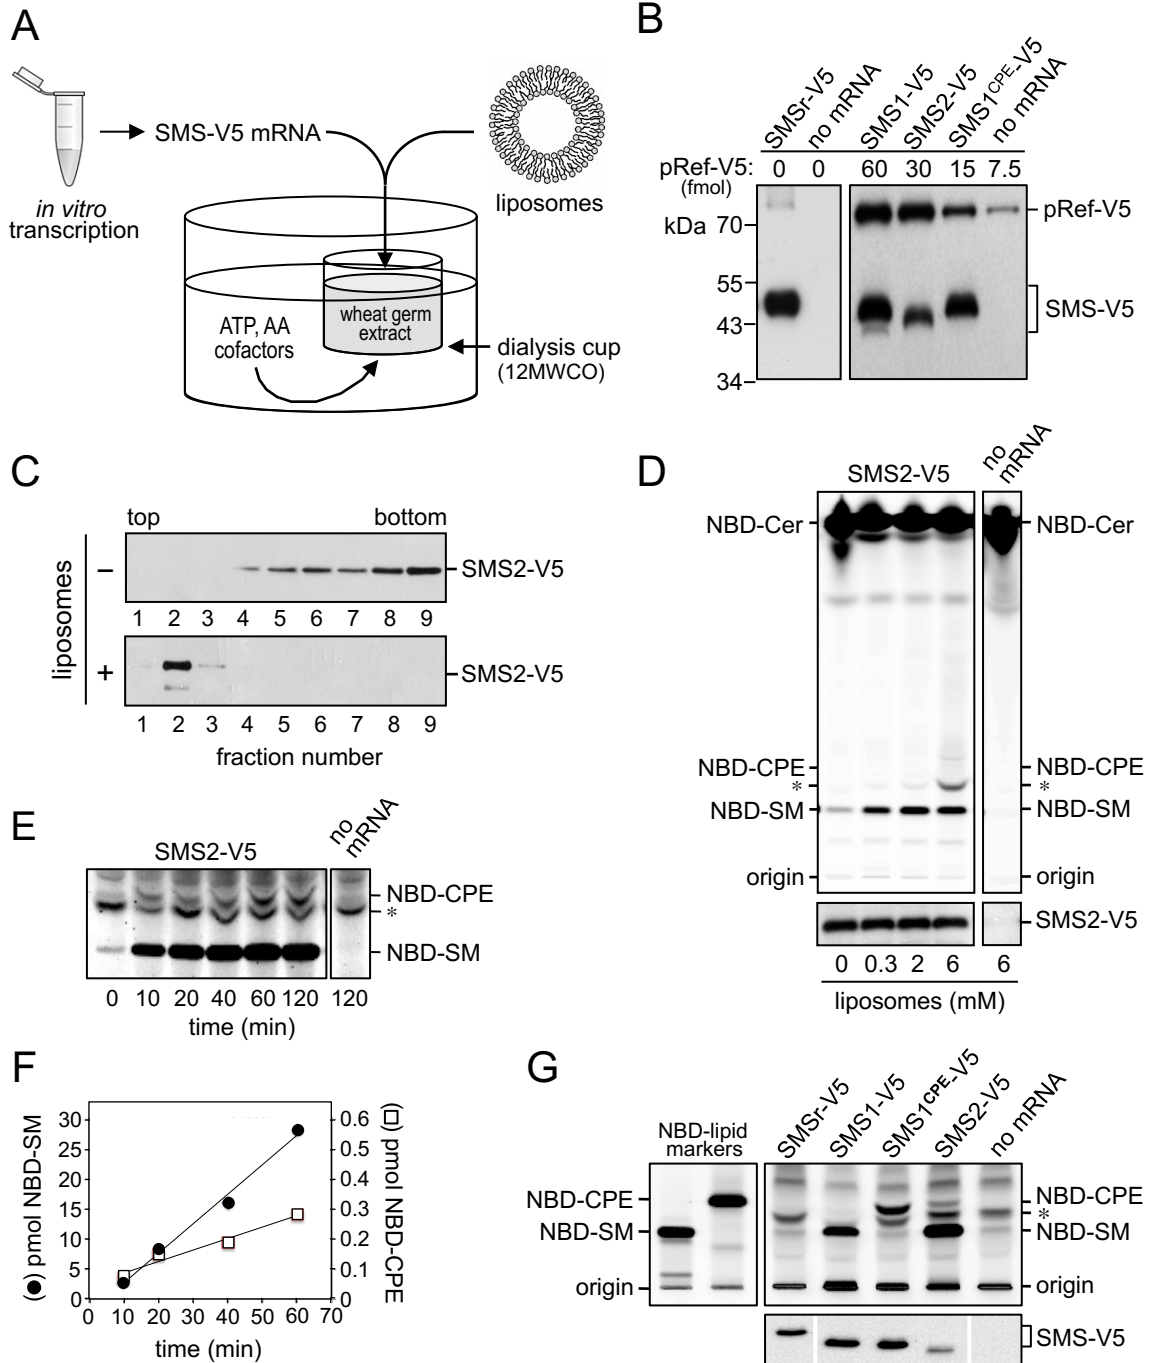 A
SMS-V5 mRNA
in vitro
transcription
liposomes
ATP, AA
cofactors
wheat germ
extract
dialysis cup
(12MWCO)
B
SMSr-V5
no mRNA
SMS1-V5
SMS2-V5
SMS1CPE-V5
no mRNA
pRef-V5: 0 0 60 30 15 7.5
(fmol)
kDa 70
55
43
34
pRef-V5
SMS-V5
C
top bottom
liposomes
–
SMS2-V5
1 2 3 4 5 6 7 8 9
+
SMS2-V5
1 2 3 4 5 6 7 8 9
fraction number
D
SMS2-V5
no
mRNA
NBD-Cer NBD-Cer
NBD-CPE NBD-CPE
* *
NBD-SM NBD-SM
origin origin
SMS2-V5
0 0.3 2 6 6
liposomes (mM)
E
SMS2-V5
no
mRNA
NBD-CPE
*
NBD-SM
0 10 20 40 60 120 120
time (min)
F
(●) pmol NBD-SM
30
25
20
15
10
5
0
0.6
0.5
0.4
0.3
0.2
0.1
0
(□) pmol NBD-CPE
0 10 20 30 40 50 60 70
time (min)
G
NBD-lipid
markers
SMSr-V5
SMS1-V5
SMS1CPE-V5
SMS2-V5
no mRNA
NBD-CPE NBD-CPE
*
NBD-SM NBD-SM
origin origin
SMS-V5